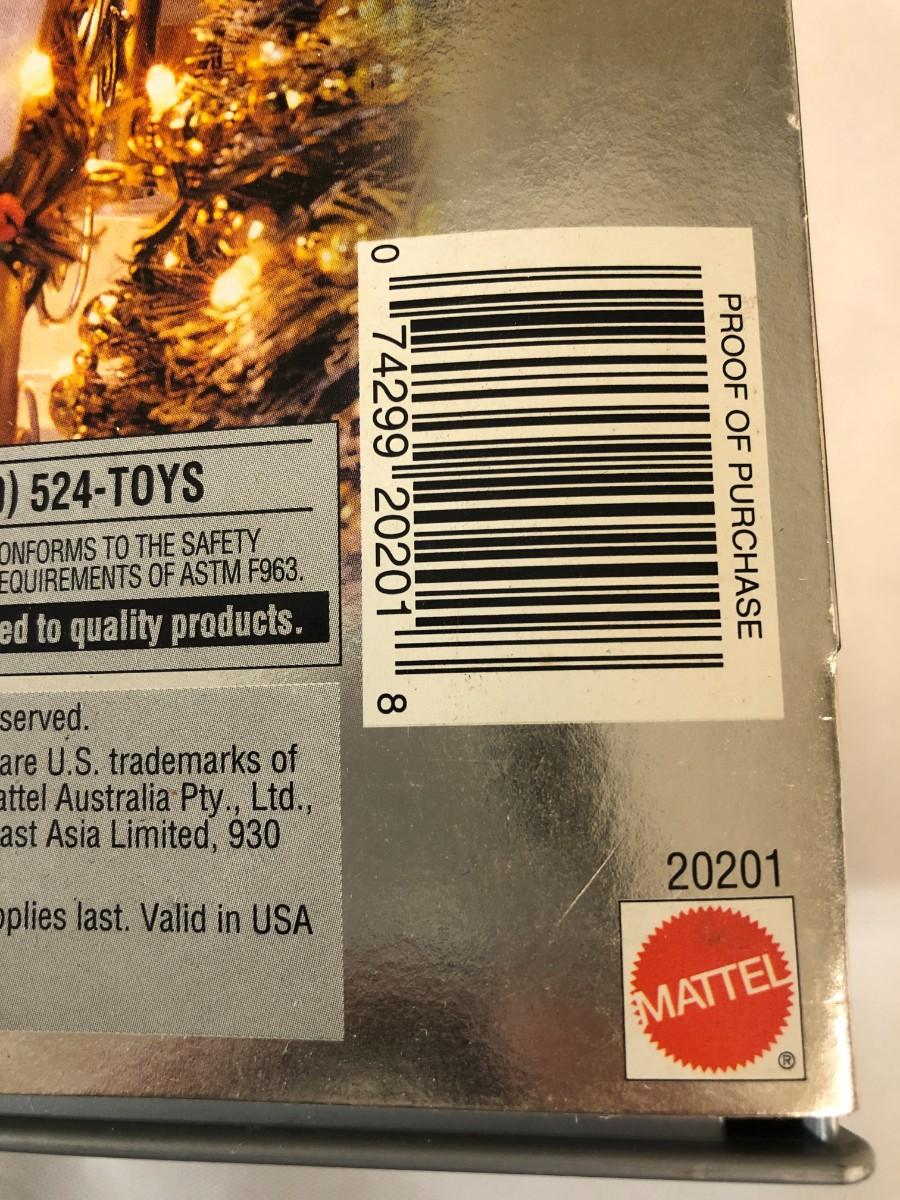 0 74299 20201 8
PROOF OF PURCHASE
) 524-TOYS
ONFORMS TO THE SAFETY
EQUIREMENTS OF ASTM F963.
ed to quality products.
served.
are U.S. trademarks of
attel Australia Pty., Ltd.,
ast Asia Limited, 930
pplies last. Valid in USA
20201
MATTEL
®